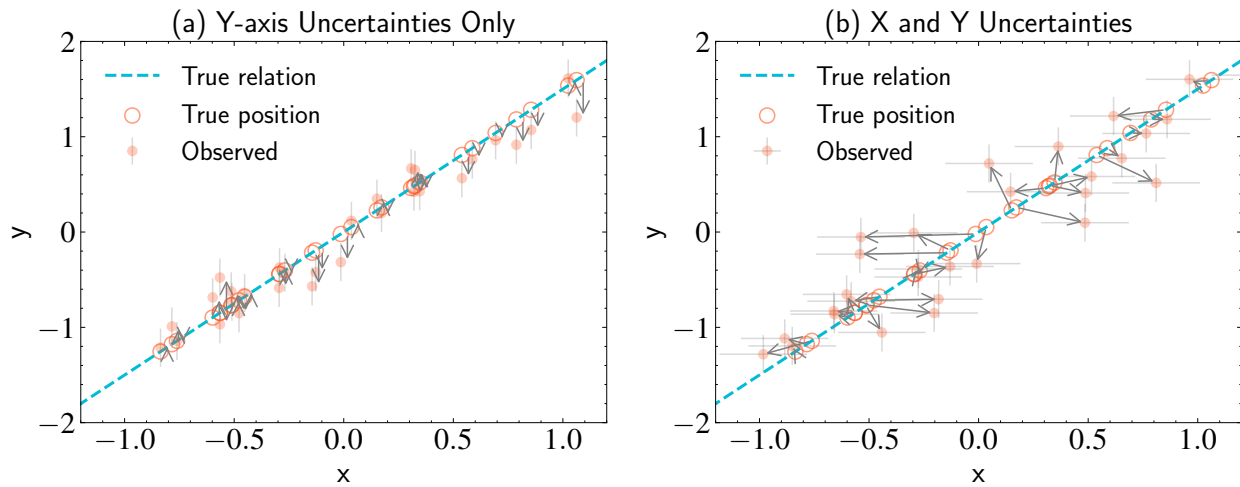 (a) Y-axis Uncertainties Only
2
1
0
−1
−2
y
−1.0 −0.5 0.0 0.5 1.0
x
True relation
True position
Observed
(b) X and Y Uncertainties
2
1
0
−1
−2
y
−1.0 −0.5 0.0 0.5 1.0
x
True relation
True position
Observed